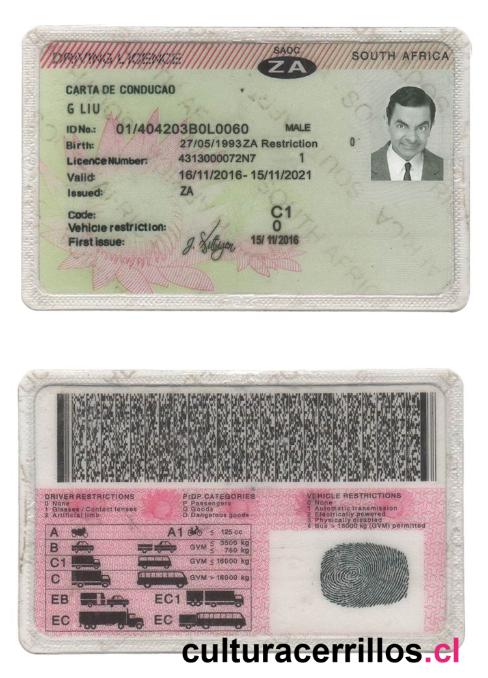 SADC
DRIVING LICENCE ZA SOUTH AFRICA
CARTA DE CONDUCAO
G LIU
ID No.: 01/404203B0L0060 MALE
Birth: 27/05/1993 ZA Restriction 0
Licence Number: 4313000072N7 1
Valid: 16/11/2016- 15/11/2021
Issued: ZA
Code: C1
Vehicle restriction: 0
First issue: 15/11/2016
DRIVER RESTRICTIONS
0 None
1 Glasses / Contact lenses
2 Artificial limb
PrDP CATEGORIES
P Passengers
G Goods
D Dangerous goods
VEHICLE RESTRICTIONS
0 None
1 Automatic transmission
2 Electrically powered
3 Physically disabled
4 Bus > 16000 kg (GVM) permitted
A A1 ≤ 125 cc
B GVM ≤ 3500 kg
≤ 750 kg
C1 GVM ≤ 16000 kg
C GVM > 16000 kg
EB EC1
EC EC
culturacerrillos.cl